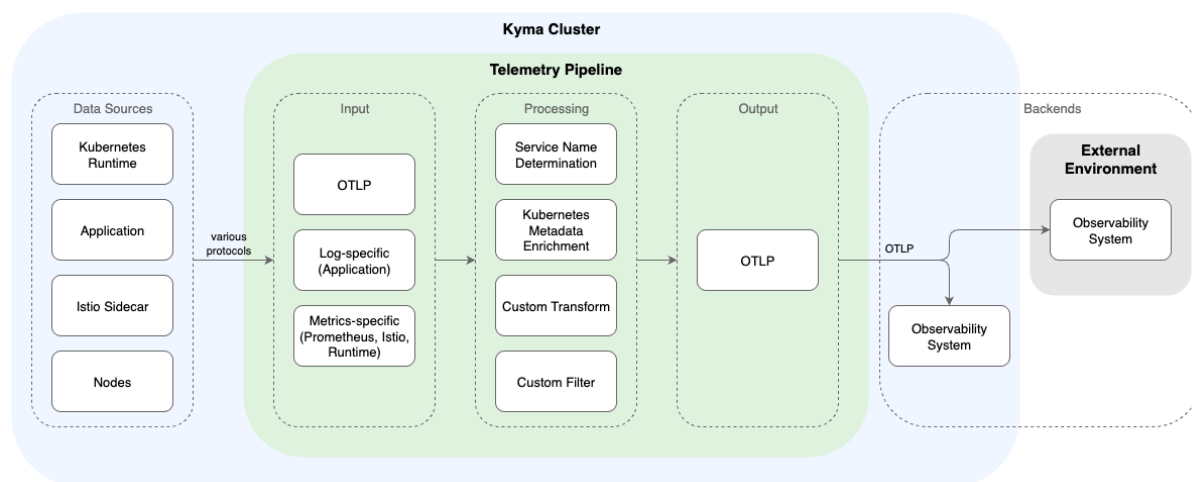 Kyma Cluster
Telemetry Pipeline
Data Sources
Kubernetes
Runtime
Application
Istio Sidecar
Nodes
various
protocols
Input
OTLP
Log-specific
(Application)
Metrics-specific
(Prometheus, Istio,
Runtime)
Processing
Service Name
Determination
Kubernetes
Metadata
Enrichment
Custom Transform
Custom Filter
Output
OTLP
OTLP
Backends
External
Environment
Observability
System
Observability
System